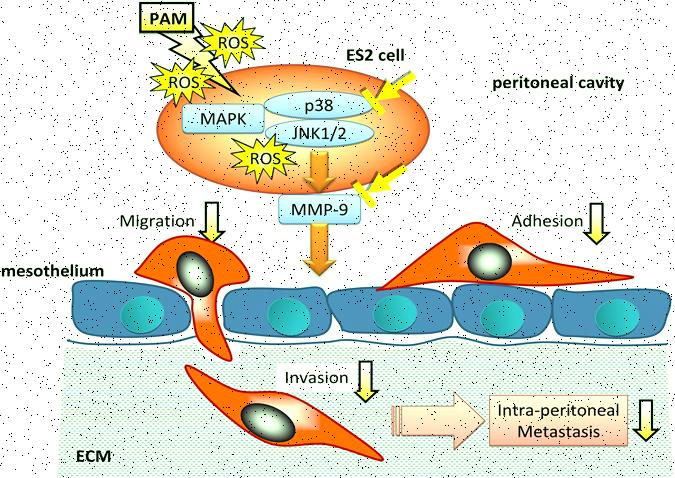 PAM
ROS
ROS
ES2 cell
peritoneal cavity
p38
MAPK
JNK1/2
ROS
MMP-9
Migration
Adhesion
mesothelium
Invasion
Intra-peritoneal
Metastasis
ECM